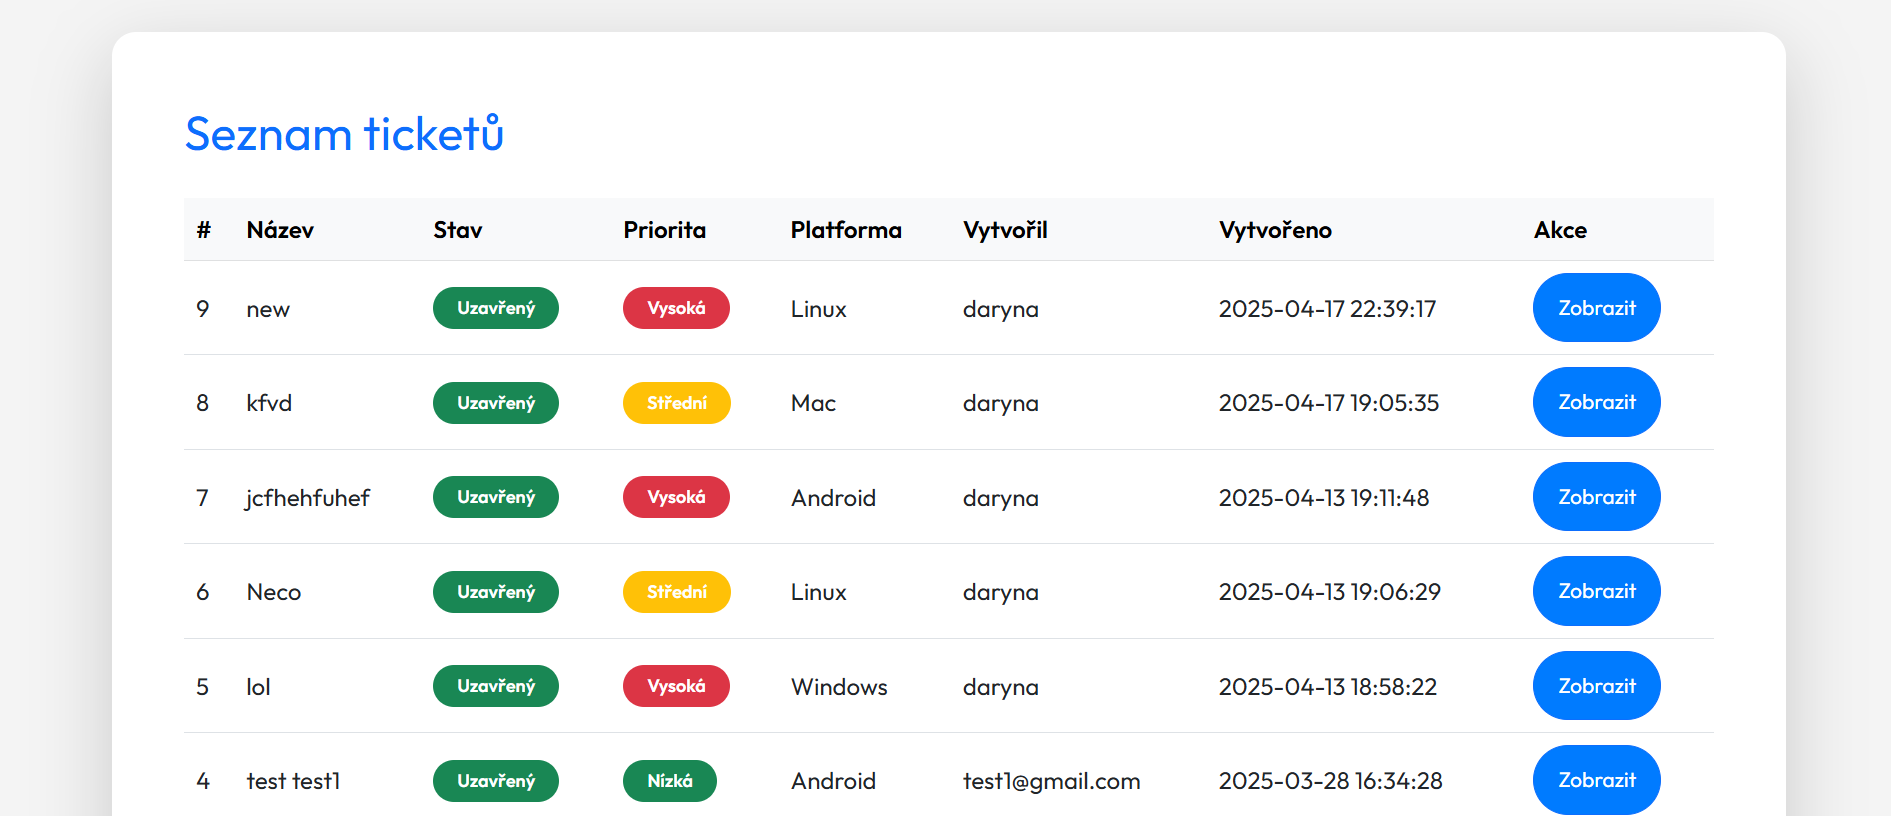 Seznam ticketů
# Název Stav Priorita Platforma Vytvořil Vytvořeno Akce
9 new Uzavřený Vysoká Linux daryna 2025-04-17 22:39:17 Zobrazit
8 kfvd Uzavřený Střední Mac daryna 2025-04-17 19:05:35 Zobrazit
7 jcfhehfuhef Uzavřený Vysoká Android daryna 2025-04-13 19:11:48 Zobrazit
6 Neco Uzavřený Střední Linux daryna 2025-04-13 19:06:29 Zobrazit
5 lol Uzavřený Vysoká Windows daryna 2025-04-13 18:58:22 Zobrazit
4 test test1 Uzavřený Nízká Android test1@gmail.com 2025-03-28 16:34:28 Zobrazit